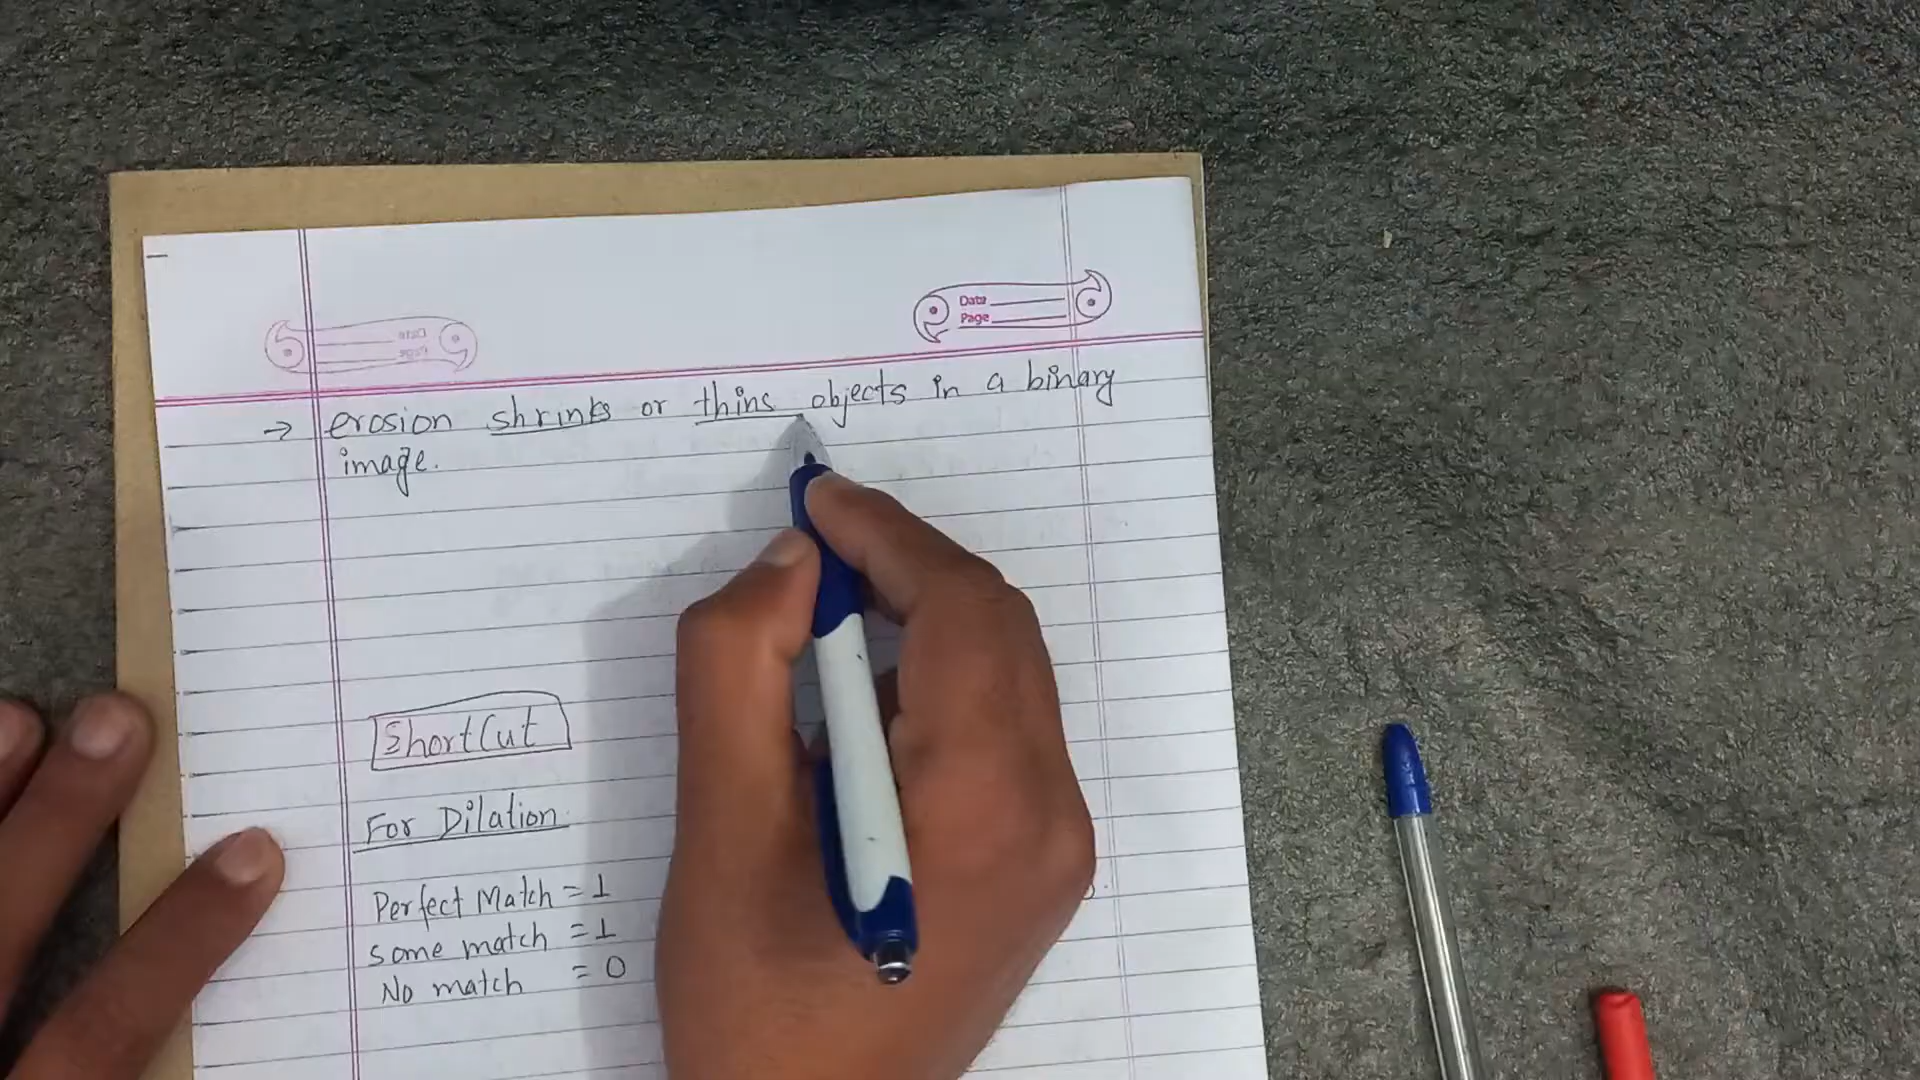 Date
Page
→ erosion shrinks or thins objects in a binary
image.
ShortCut
For Dilation
Perfect Match = 1
some match = 1
No match = 0